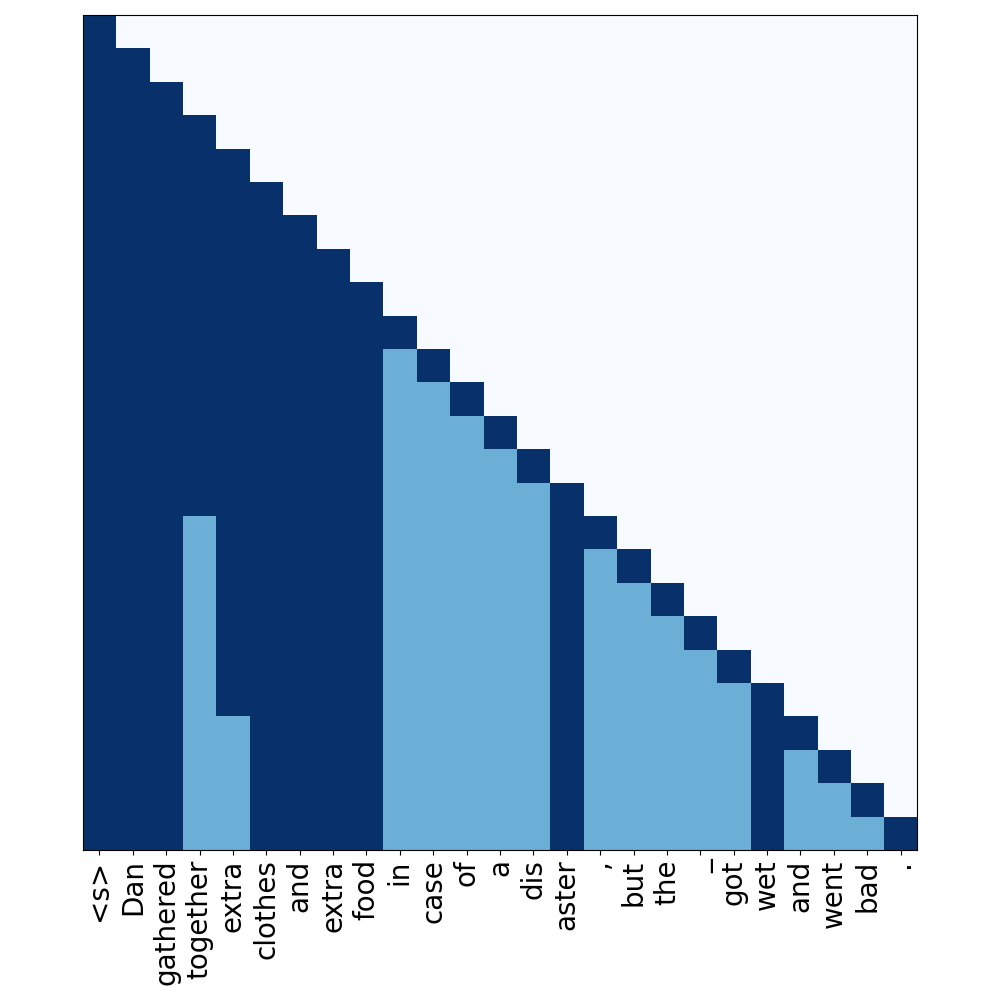 <s>
Dan
gathered
together
extra
clothes
and
extra
food
in
case
of
a
dis
aster
,
but
the
_
got
wet
and
went
bad
.